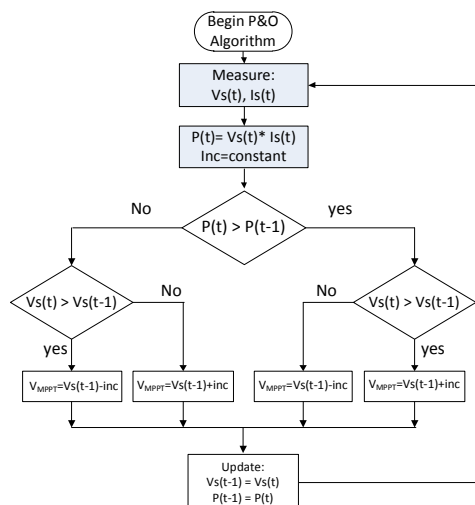 Begin P&O
Algorithm
Measure:
Vs(t), Is(t)
P(t)= Vs(t)* Is(t)
Inc=constant
No
yes
P(t) > P(t-1)
Vs(t) > Vs(t-1)
No
No
Vs(t) > Vs(t-1)
yes
yes
VMPPT=Vs(t-1)-inc
VMPPT=Vs(t-1)+inc
VMPPT=Vs(t-1)-inc
VMPPT=Vs(t-1)+inc
Update:
Vs(t-1) = Vs(t)
P(t-1) = P(t)